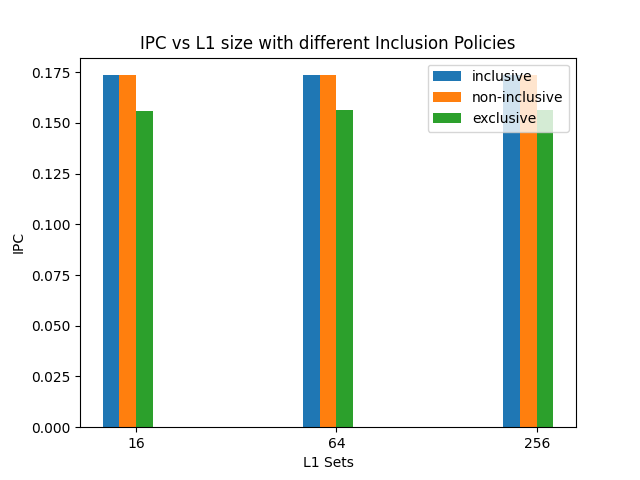 IPC vs L1 size with different Inclusion Policies
inclusive
non-inclusive
exclusive
0.175
0.150
0.125
0.100
0.075
0.050
0.025
0.000
IPC
16
64
256
L1 Sets